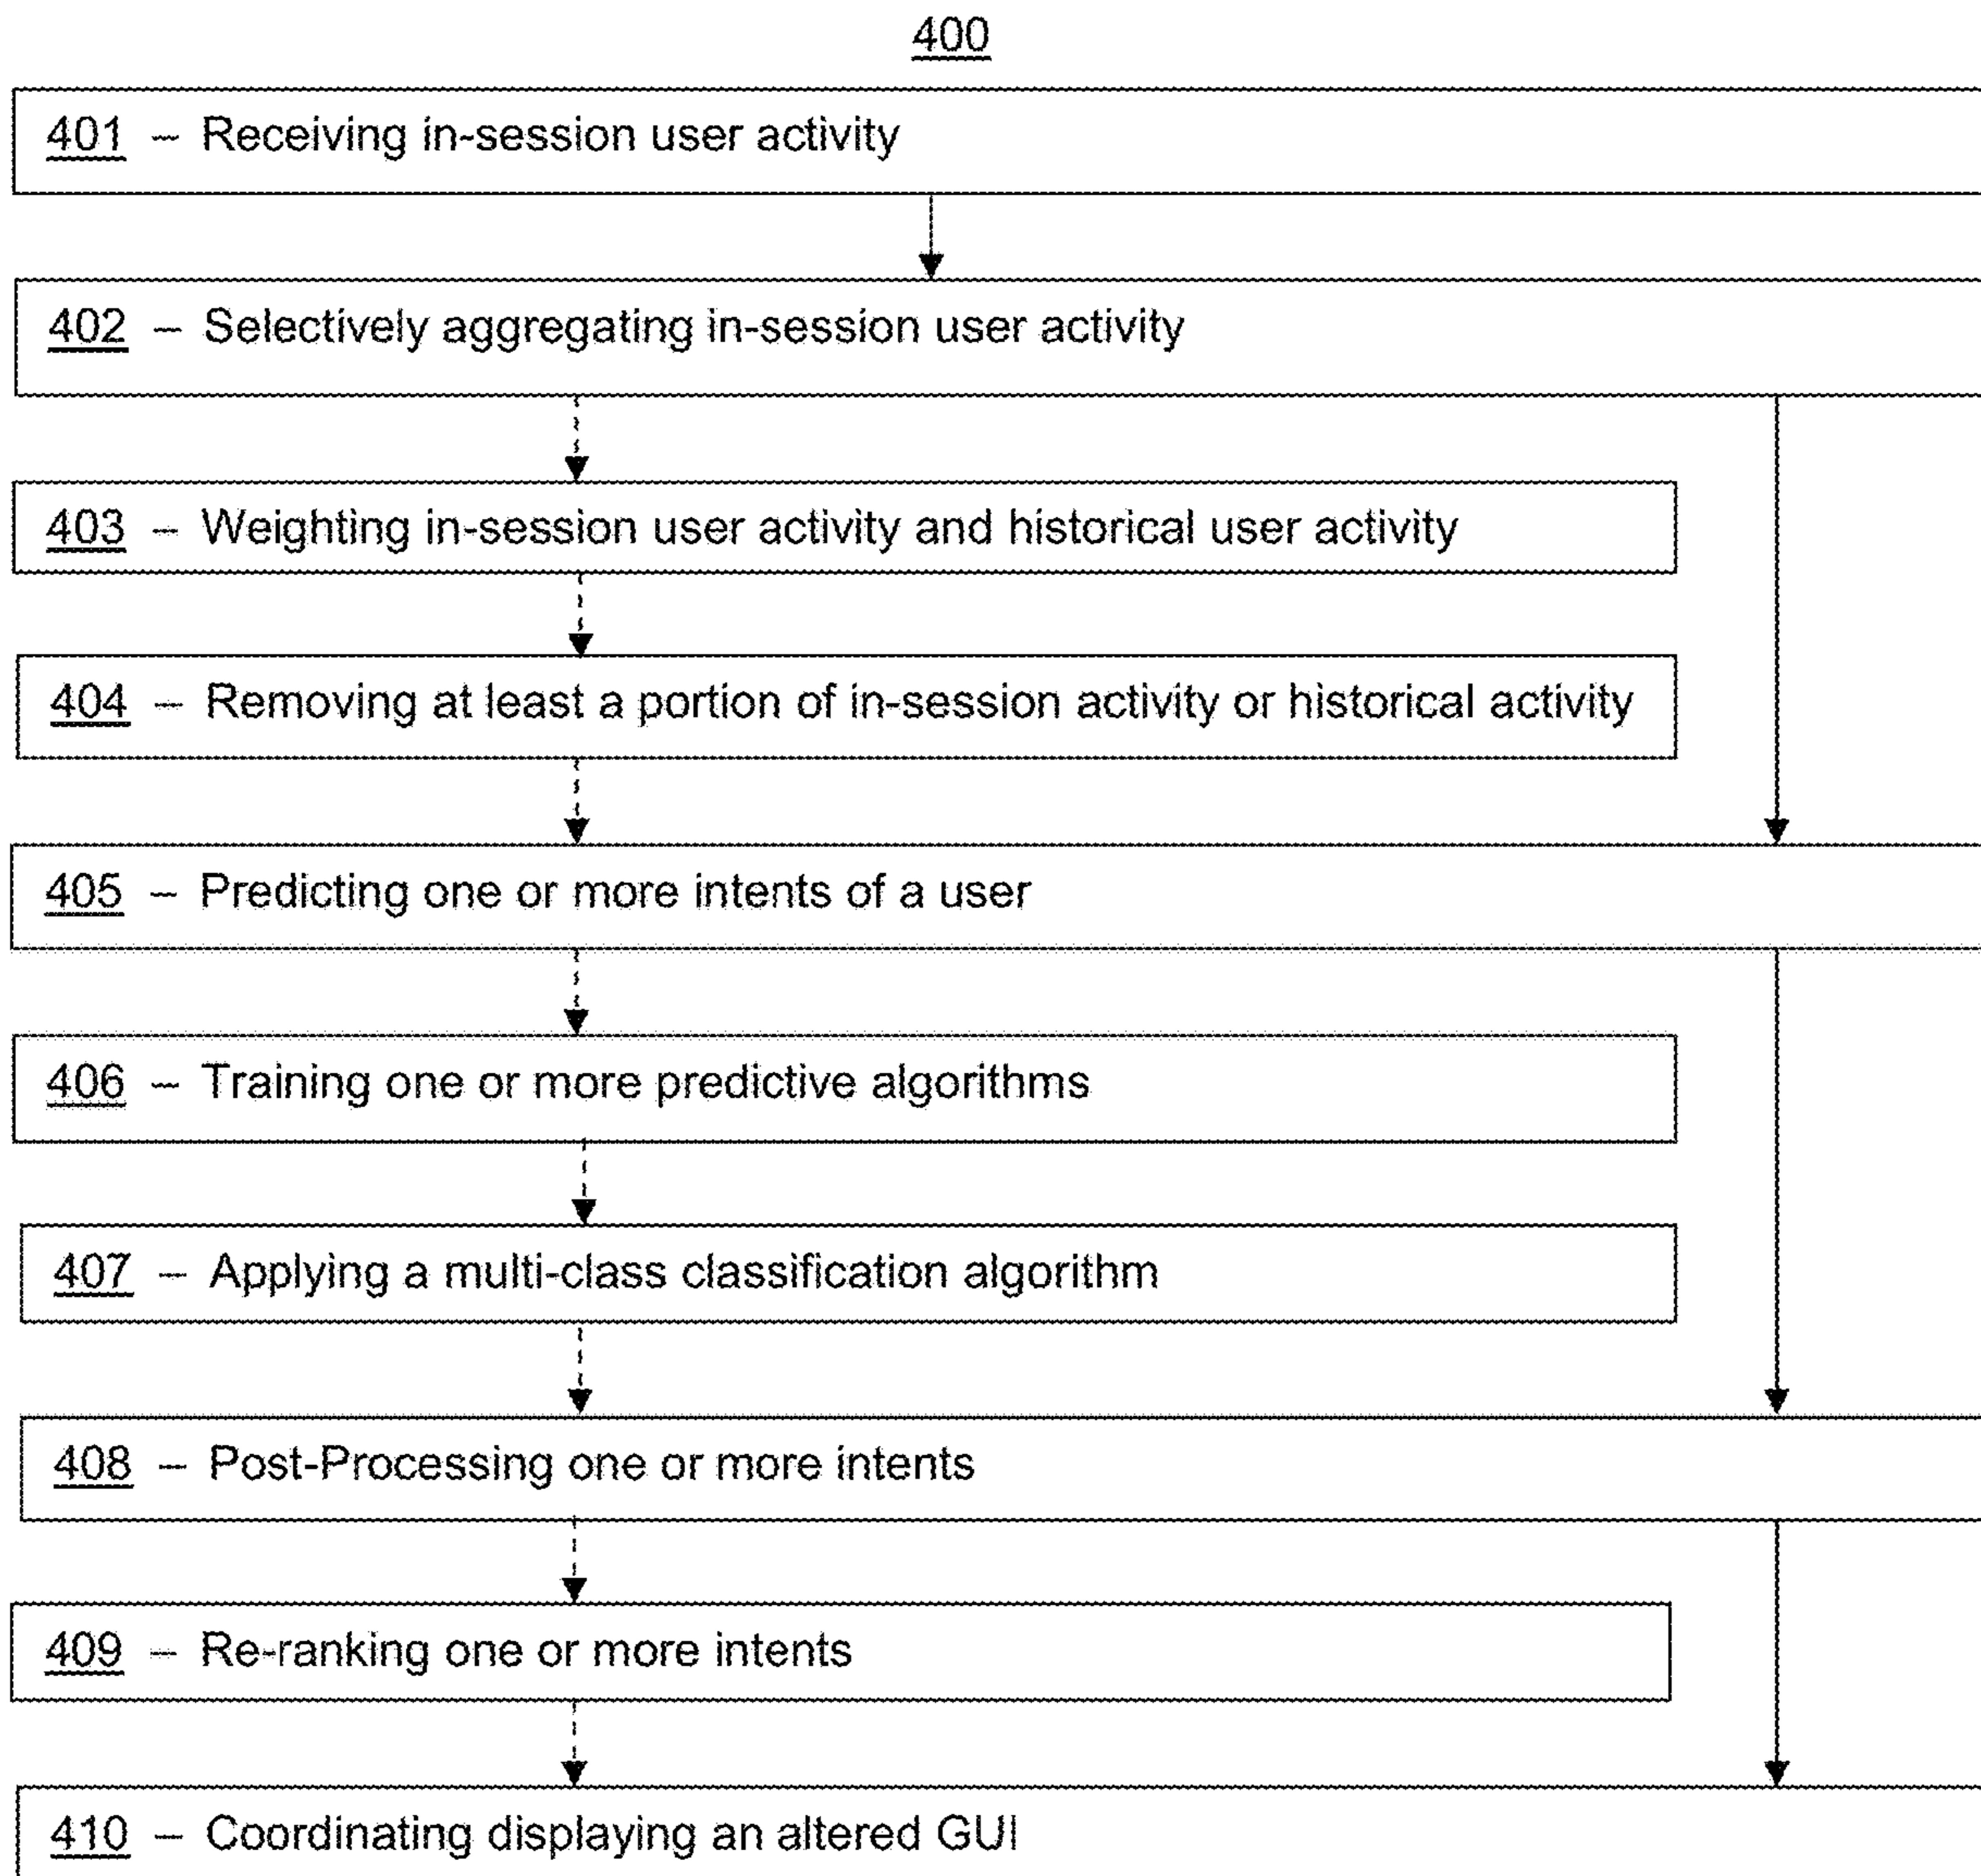 400
401 – Receiving in-session user activity
402 – Selectively aggregating in-session user activity
403 – Weighting in-session user activity and historical user activity
404 – Removing at least a portion of in-session activity or historical activity
405 – Predicting one or more intents of a user
406 – Training one or more predictive algorithms
407 – Applying a multi-class classification algorithm
408 – Post-Processing one or more intents
409 – Re-ranking one or more intents
410 – Coordinating displaying an altered GUI